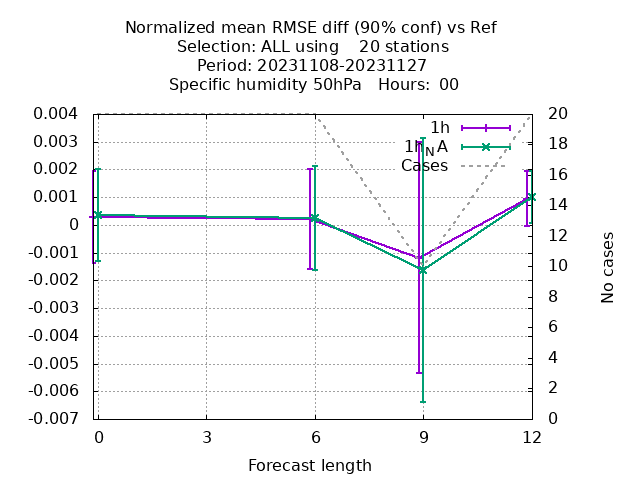 Normalized mean RMSE diff (90% conf) vs Ref
Selection: ALL using    20 stations
Period: 20231108-20231127
Specific humidity 50hPa   Hours:  00
0.004
0.003
0.002
0.001
0
-0.001
-0.002
-0.003
-0.004
-0.005
-0.006
-0.007
1h
1h_NA
Cases
20
18
16
14
12
10
8
6
4
2
0
No cases
0 3 6 9 12
Forecast length